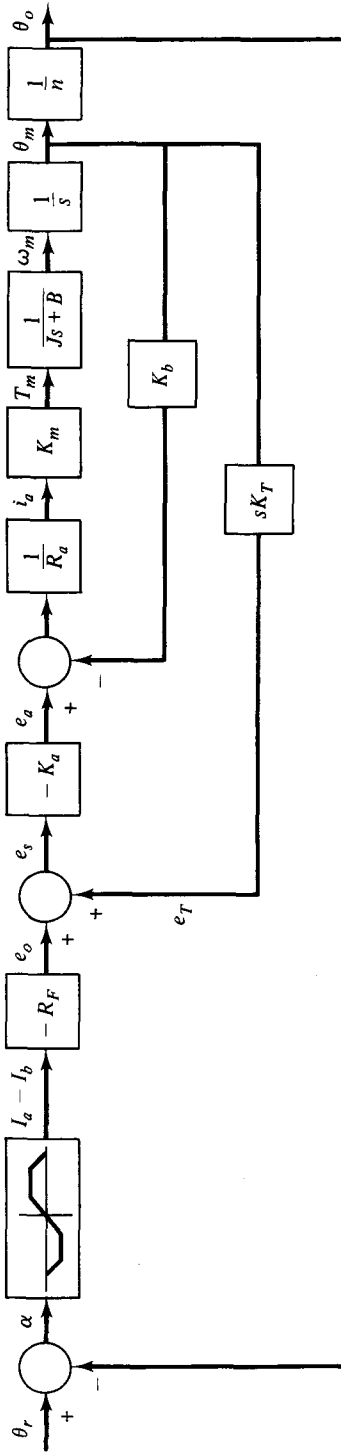 θ_r
+
−
α
I_a − I_b
− R_F
e_o
+
+
e_T
e_s
− K_a
e_a
+
−
1/R_a
i_a
K_m
T_m
1/(Js + B)
ω_m
1/s
θ_m
1/n
θ_o
K_b
sK_T